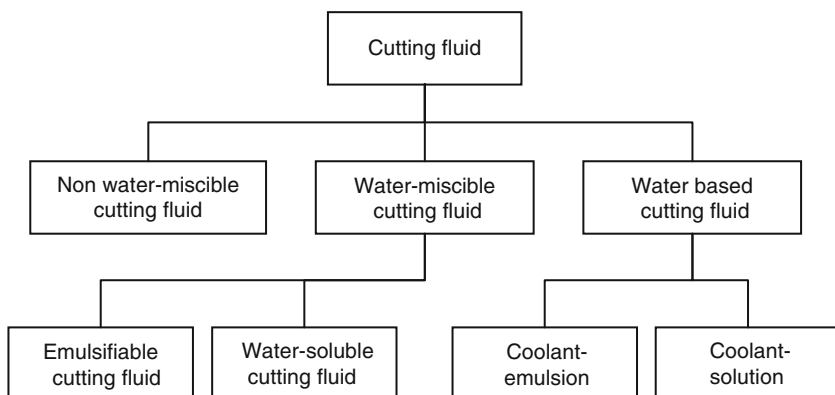 Cutting fluid
Non water-miscible
cutting fluid
Water-miscible
cutting fluid
Water based
cutting fluid
Emulsifiable
cutting fluid
Water-soluble
cutting fluid
Coolant-
emulsion
Coolant-
solution